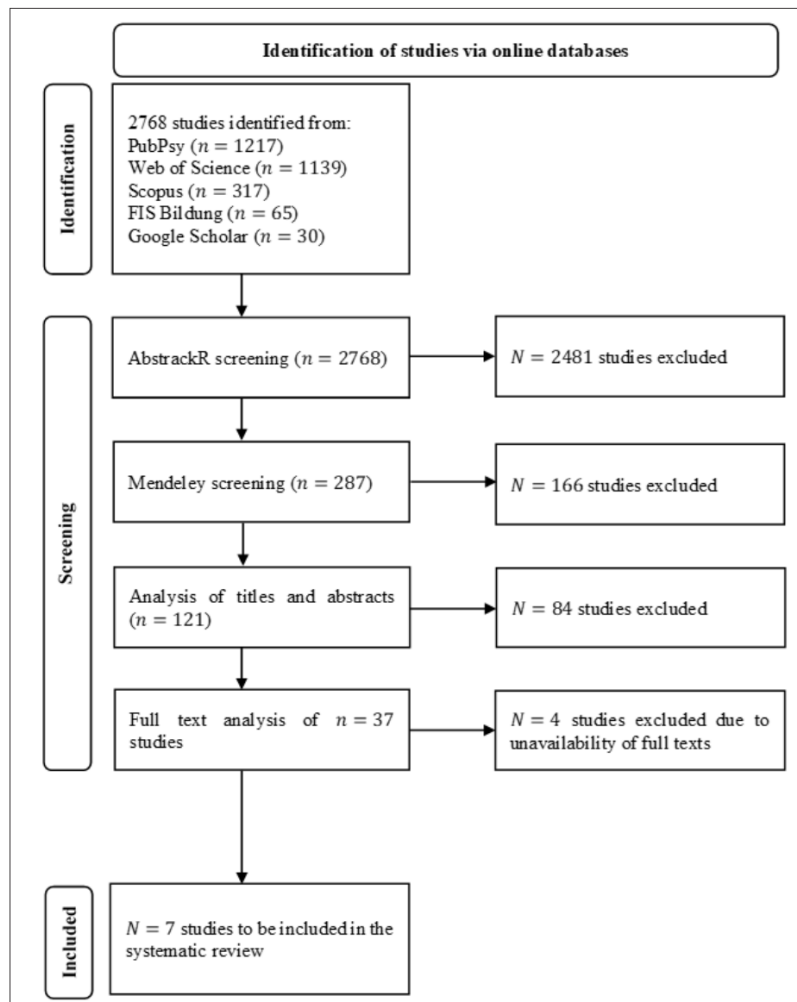 Identification of studies via online databases
Identification
2768 studies identified from:
PubPsy (n = 1217)
Web of Science (n = 1139)
Scopus (n = 317)
FIS Bildung (n = 65)
Google Scholar (n = 30)
Screening
AbstrackR screening (n = 2768)
N = 2481 studies excluded
Mendeley screening (n = 287)
N = 166 studies excluded
Analysis of titles and abstracts
(n = 121)
N = 84 studies excluded
Full text analysis of n = 37
studies
N = 4 studies excluded due to
unavailability of full texts
Included
N = 7 studies to be included in the
systematic review